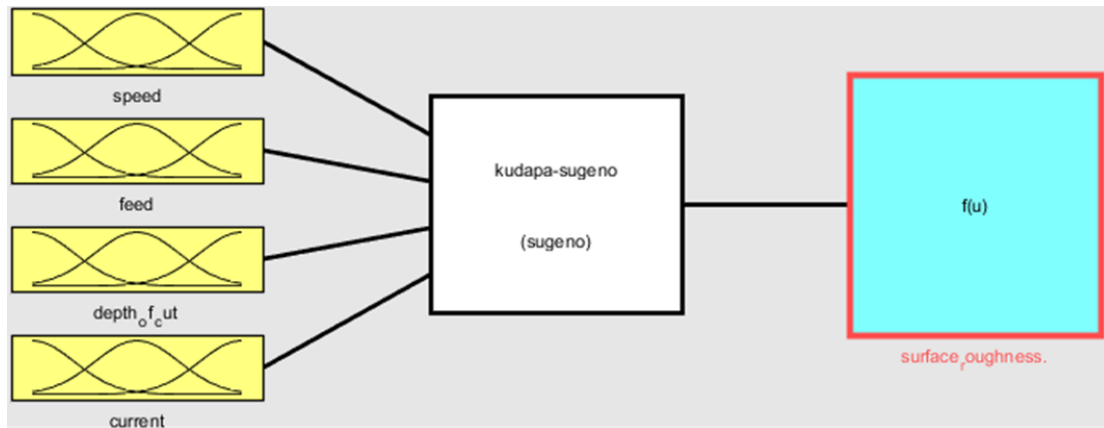 speed
feed
depth_of_cut
current
kudapa-sugeno
(sugeno)
f(u)
surface_roughness.